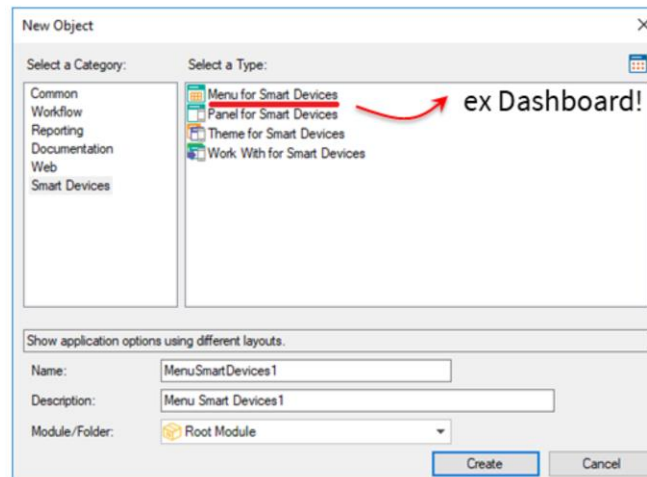 New Object
Select a Category:
Select a Type:
Common
Workflow
Reporting
Documentation
Web
Smart Devices
Menu for Smart Devices
Panel for Smart Devices
Theme for Smart Devices
Work With for Smart Devices
ex Dashboard!
Show application options using different layouts.
Name:
MenuSmartDevices1
Description:
Menu Smart Devices1
Module/Folder:
Root Module
Create
Cancel